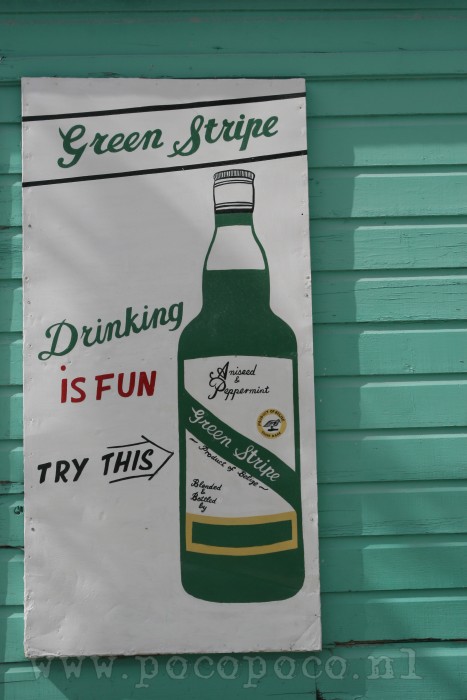 Green Stripe
Drinking
is FUN
TRY THIS
Aniseed
&
Peppermint
Green Stripe
Product of Belize
Blended
&
Bottled
by
www.pocopoco.nl